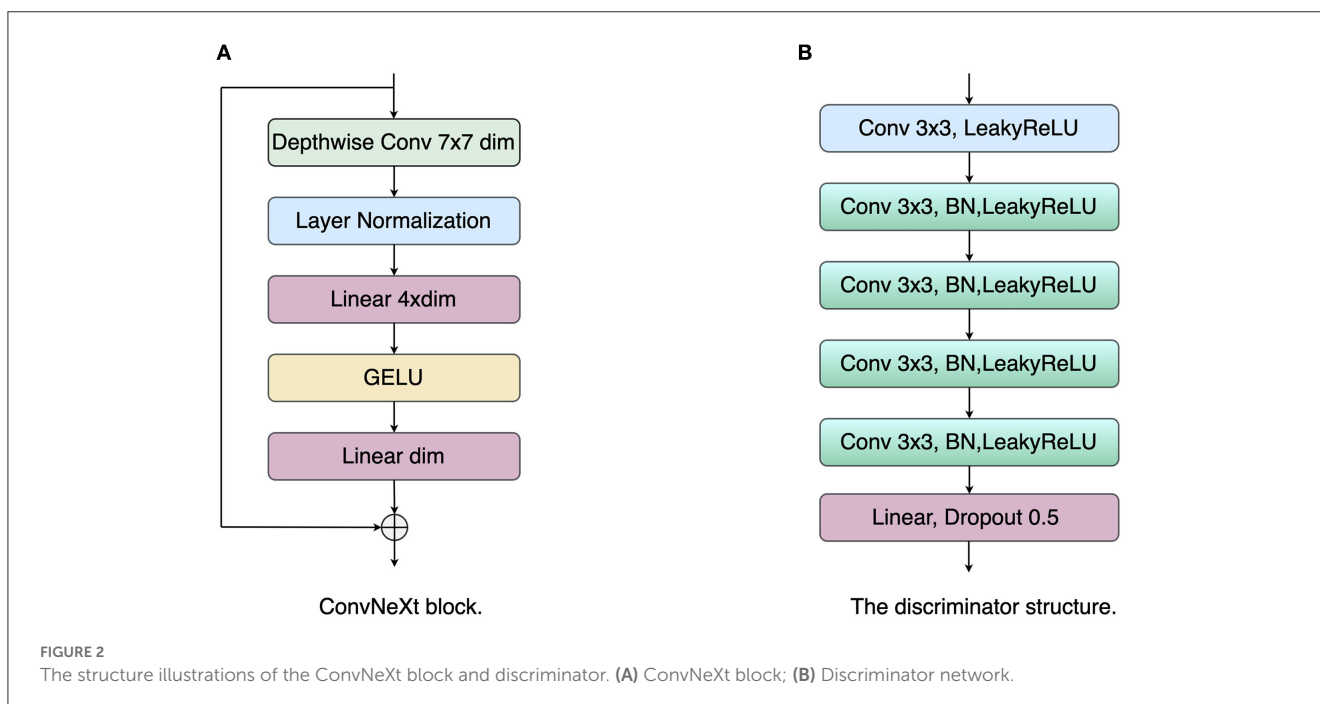 A
Depthwise Conv 7x7 dim
Layer Normalization
Linear 4xdim
GELU
Linear dim
ConvNeXt block.
B
Conv 3x3, LeakyReLU
Conv 3x3, BN,LeakyReLU
Conv 3x3, BN,LeakyReLU
Conv 3x3, BN,LeakyReLU
Conv 3x3, BN,LeakyReLU
Linear, Dropout 0.5
The discriminator structure.
FIGURE 2
The structure illustrations of the ConvNeXt block and discriminator. (A) ConvNeXt block; (B) Discriminator network.